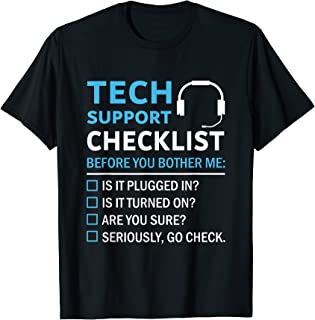 TECH
SUPPORT
CHECKLIST
BEFORE YOU BOTHER ME:
IS IT PLUGGED IN?
IS IT TURNED ON?
ARE YOU SURE?
SERIOUSLY, GO CHECK.